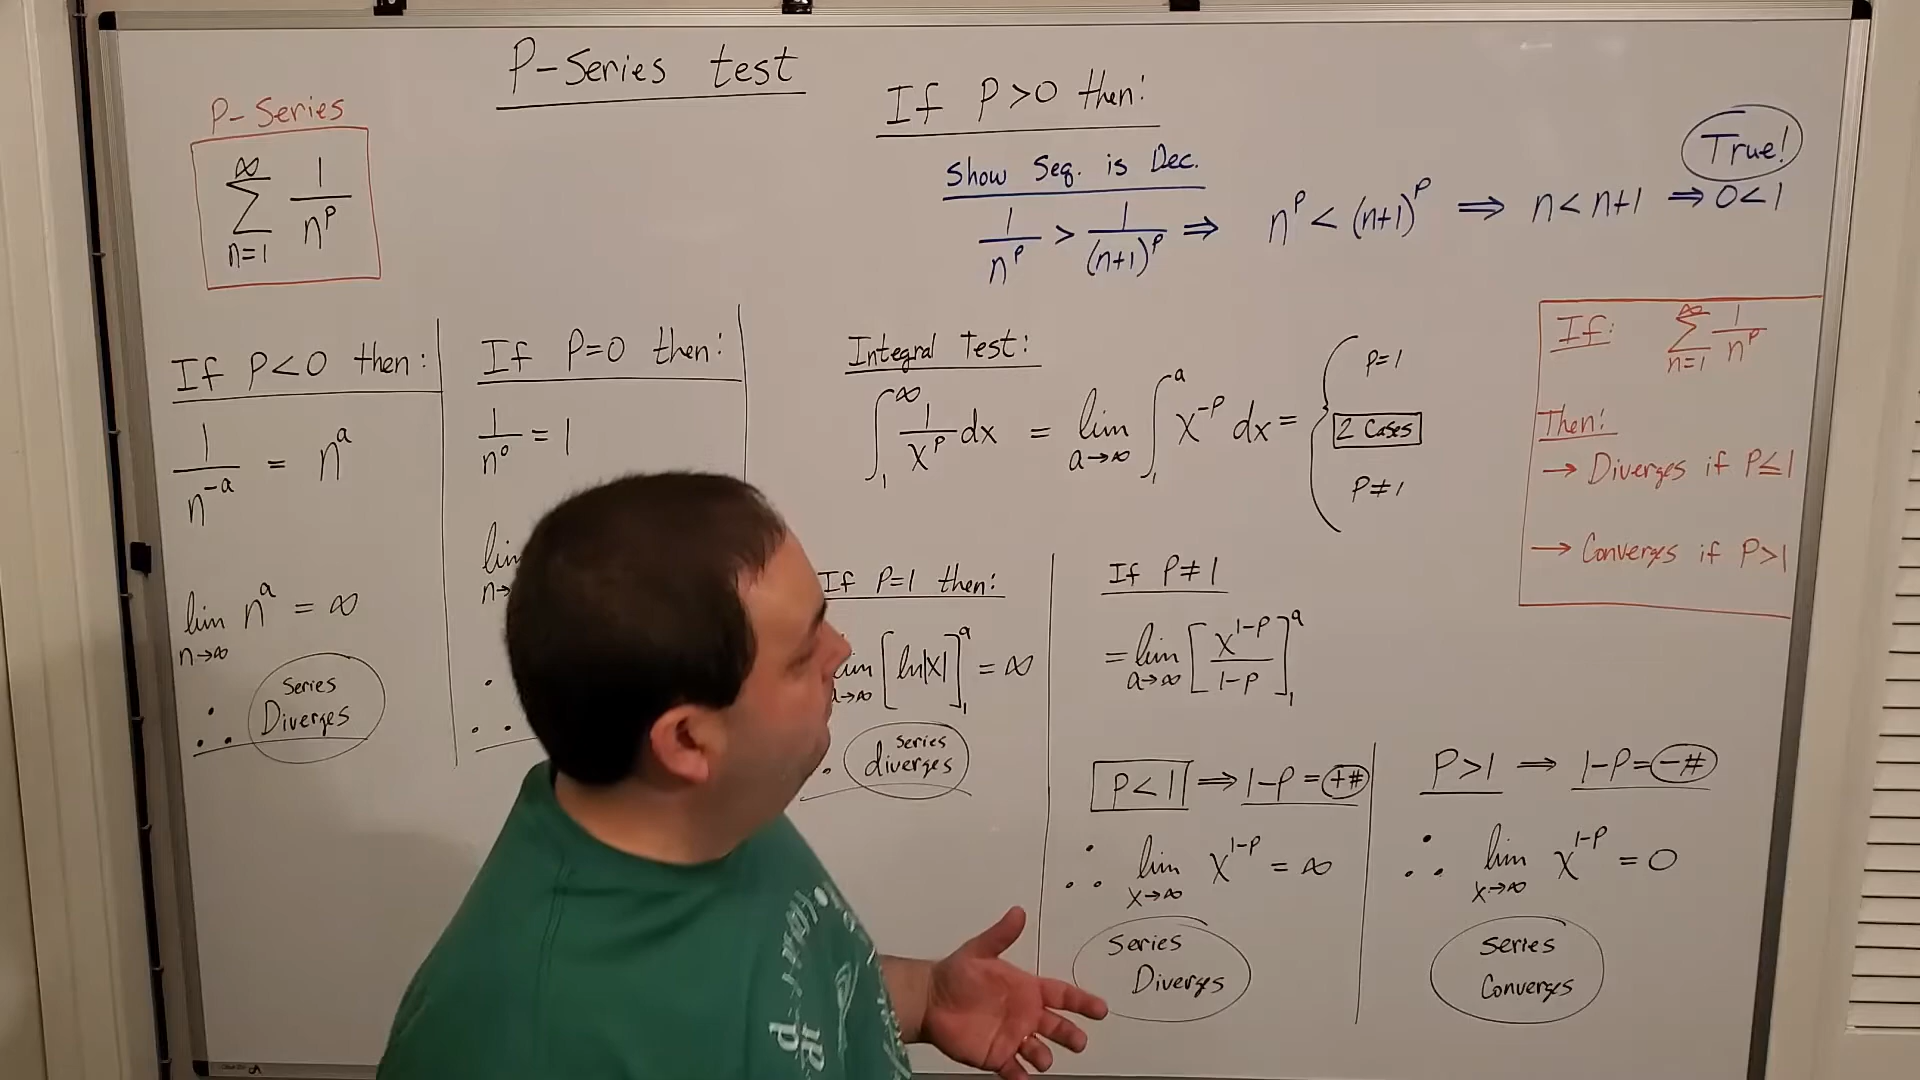 P-Series test
P-Series
∞
∑ 1/n^p
n=1
If P>0 then:
Show Seq. is Dec.
1/n^p > 1/(n+1)^p ⇒ n^p < (n+1)^p ⇒ n < n+1 ⇒ 0<1
True!
If P<0 then:
1/n^-a = n^a
lim n^a = ∞
n→∞
∴ Series
Diverges
If P=0 then:
1/n^0 = 1
lim
n→
Integral Test:
∫_1^∞ 1/x^p dx = lim_{a→∞} ∫_1^a x^-p dx = {
P=1
2 Cases
P≠1
If P=1 then:
lim [ln|x|]_1^a = ∞
a→∞
series
diverges
If P≠1
= lim_{a→∞} [x^{1-p}/(1-p)]_1^a
P<1 ⇒ 1-P = +#
∴ lim x^{1-p} = ∞
x→∞
Series
Diverges
P>1 ⇒ 1-P = -#
∴ lim x^{1-p} = 0
x→∞
Series
Converges
If: ∑_{n=1}^∞ 1/n^p
Then:
→ Diverges if P≤1
→ Converges if P>1